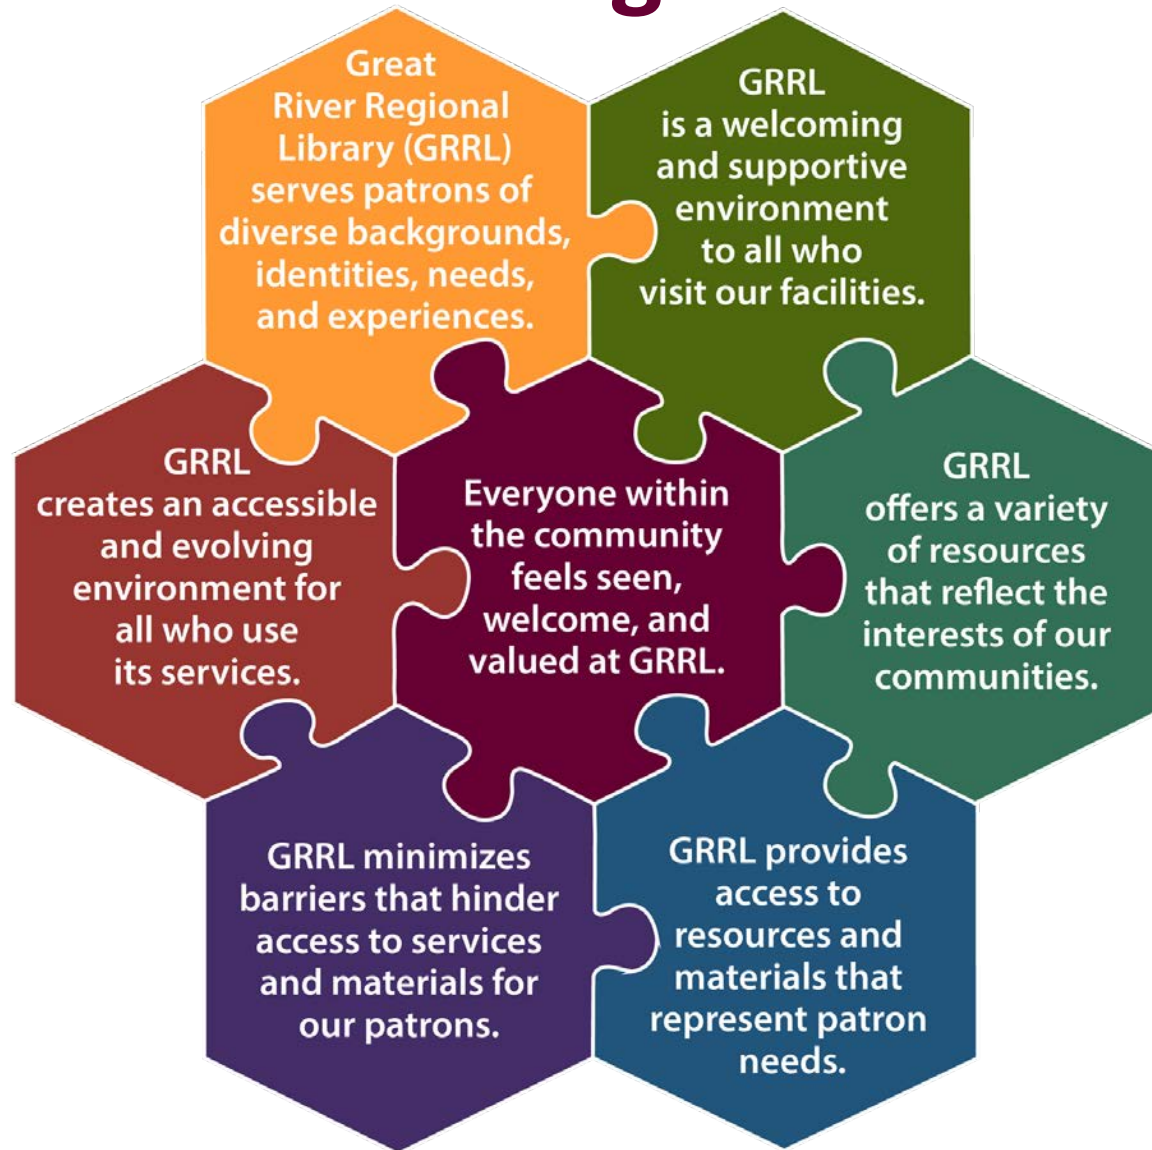 g
Great
River Regional
Library (GRRL)
serves patrons of
diverse backgrounds,
identities, needs,
and experiences.
GRRL
is a welcoming
and supportive
environment
to all who
visit our facilities.
GRRL
creates an accessible
and evolving
environment for
all who use
its services.
Everyone within
the community
feels seen,
welcome, and
valued at GRRL.
GRRL
offers a variety
of resources
that reflect the
interests of our
communities.
GRRL minimizes
barriers that hinder
access to services
and materials for
our patrons.
GRRL provides
access to
resources and
materials that
represent patron
needs.